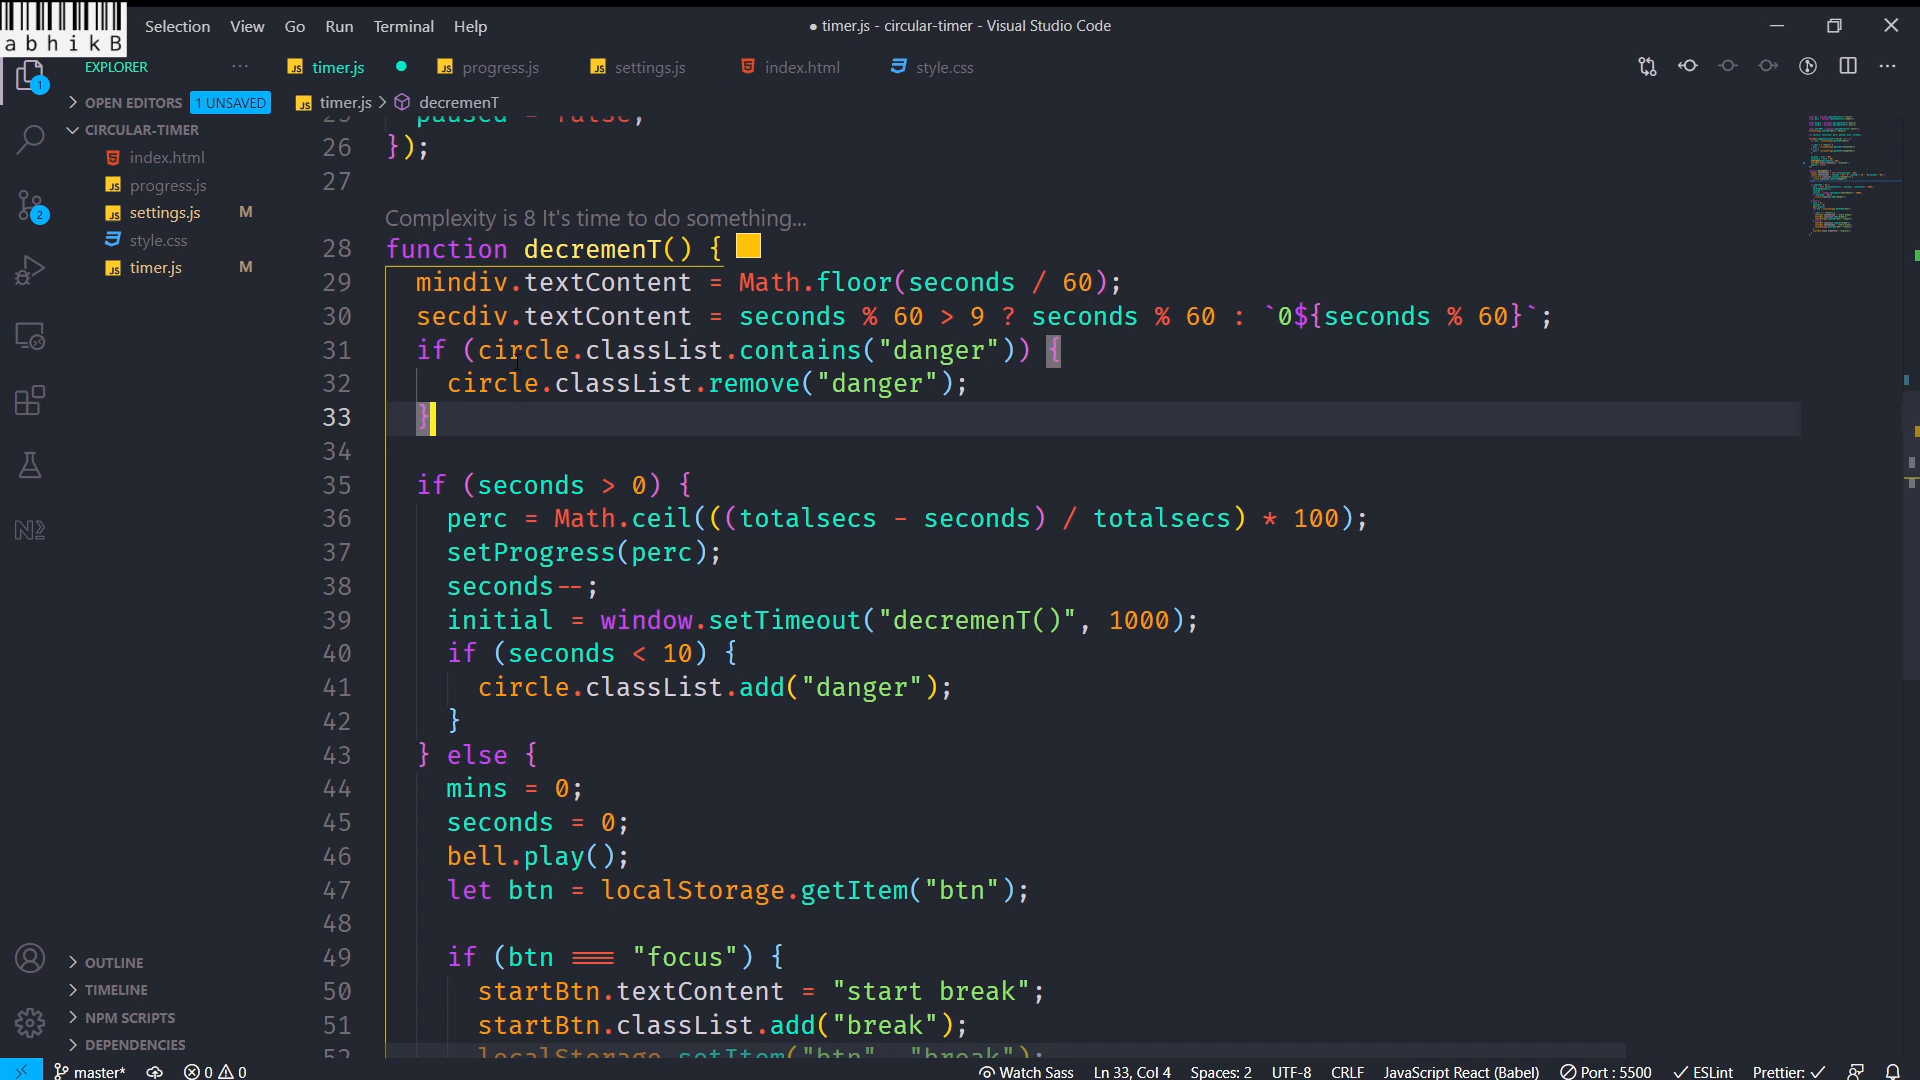 a b h i k B
Selection View Go Run Terminal Help
● timer.js - circular-timer - Visual Studio Code
EXPLORER
timer.js
progress.js
settings.js
index.html
style.css
OPEN EDITORS 1 UNSAVED
timer.js > decremenT
CIRCULAR-TIMER
index.html
progress.js
settings.js M
style.css
timer.js M
1
2
25 paused = false;
26 });
27
Complexity is 8 It's time to do something...
28 function decremenT() {
29 mindiv.textContent = Math.floor(seconds / 60);
30 secdiv.textContent = seconds % 60 > 9 ? seconds % 60 : `0${seconds % 60}`;
31 if (circle.classList.contains("danger")) {
32 circle.classList.remove("danger");
33 }
34
35 if (seconds > 0) {
36 perc = Math.ceil(((totalsecs - seconds) / totalsecs) * 100);
37 setProgress(perc);
38 seconds--;
39 initial = window.setTimeout("decremenT()", 1000);
40 if (seconds < 10) {
41 circle.classList.add("danger");
42 }
43 } else {
44 mins = 0;
45 seconds = 0;
46 bell.play();
47 let btn = localStorage.getItem("btn");
48
49 if (btn === "focus") {
50 startBtn.textContent = "start break";
51 startBtn.classList.add("break");
52 localStorage.setItem("btn", "break");
OUTLINE
TIMELINE
NPM SCRIPTS
DEPENDENCIES
master* 0 0 Watch Sass Ln 33, Col 4 Spaces: 2 UTF-8 CRLF JavaScript React (Babel) Port : 5500 ESLint Prettier: ✓